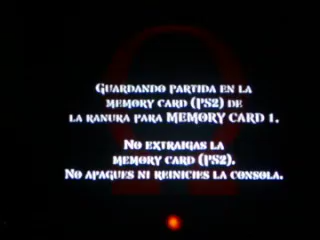 Guardando partida en la
memory card (PS2) de
la ranura para MEMORY CARD 1.
No extraigas la
memory card (PS2).
No apagues ni reinicies la consola.